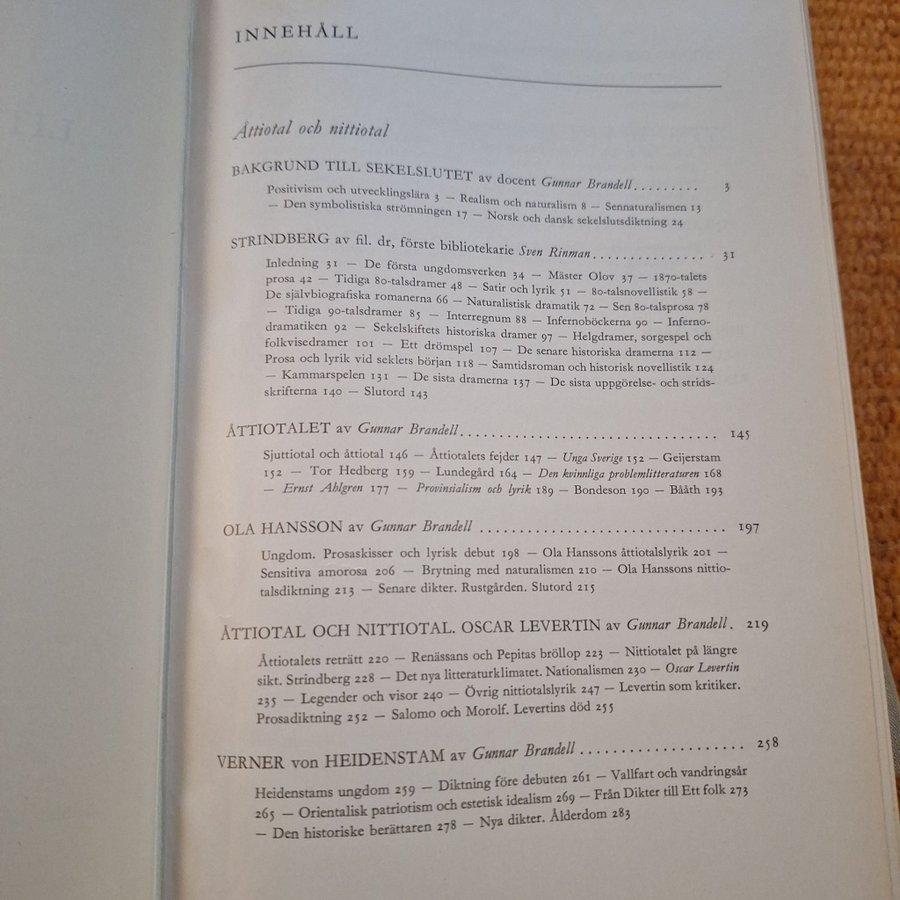 INNEHÅLL
Åttiotal och nittiotal
BAKGRUND TILL SEKELSLUTET av docent Gunnar Brandell......... 3
Positivism och utvecklingslära 3 — Realism och naturalism 8 — Sennaturalismen 13
— Den symbolistiska strömningen 17 — Norsk och dansk sekelslutsdiktning 24
STRINDBERG av fil. dr, förste bibliotekarie Sven Rinman............... 31
Inledning 31 — De första ungdomsverken 34 — Mäster Olov 37 — 1870-talets
prosa 42 — Tidiga 80-talsdramer 48 — Satir och lyrik 51 — 80-talsnovellistik 58 —
De självbiografiska romanerna 66 — Naturalistisk dramatik 72 — Sen 80-talsprosa 78
— Tidiga 90-talsdramer 85 — Interregnum 88 — Infernoböckerna 90 — Inferno-
dramatiken 92 — Sekelskiftets historiska dramer 97 — Helgdramer, sorgespel och
folkvisedramer 101 — Ett drömspel 107 — De senare historiska dramerna 112 —
Prosa och lyrik vid seklets början 118 — Samtidsroman och historisk novellistik 124
— Kammarspelen 131 — De sista dramerna 137 — De sista uppgörelse- och strids-
skrifterna 140 — Slutord 143
ÅTTIOTALET av Gunnar Brandell.................................. 145
Sjuttiotal och åttiotal 146 — Åttiotalets fejder 147 — Unga Sverige 152 — Geijerstam
152 — Tor Hedberg 159 — Lundegård 164 — Den kvinnliga problemlitteraturen 168
— Ernst Ahlgren 177 — Provinsialism och lyrik 189 — Bondeson 190 — Bååth 193
OLA HANSSON av Gunnar Brandell ............................... 197
Ungdom. Prosaskisser och lyrisk debut 198 — Ola Hanssons åttiotalslyrik 201 —
Sensitiva amorosa 206 — Brytning med naturalismen 210 — Ola Hanssons nittio-
talsdiktning 213 — Senare dikter. Rustgården. Slutord 215
ÅTTIOTAL OCH NITTIOTAL. OSCAR LEVERTIN av Gunnar Brandell. 219
Åttiotalets reträtt 220 — Renässans och Pepitas bröllop 223 — Nittiotalet på längre
sikt. Strindberg 228 — Det nya litteraturklimatet. Nationalismen 230 — Oscar Levertin
235 — Legender och visor 240 — Övrig nittiotalslyrik 247 — Levertin som kritiker.
Prosadiktning 252 — Salomo och Morolf. Levertins död 255
VERNER von HEIDENSTAM av Gunnar Brandell ..................... 258
Heidenstams ungdom 259 — Diktning före debuten 261 — Vallfart och vandringsår
265 — Orientalisk patriotism och estetisk idealism 269 — Från Dikter till Ett folk 273
— Den historiske berättaren 278 — Nya dikter. Ålderdom 283